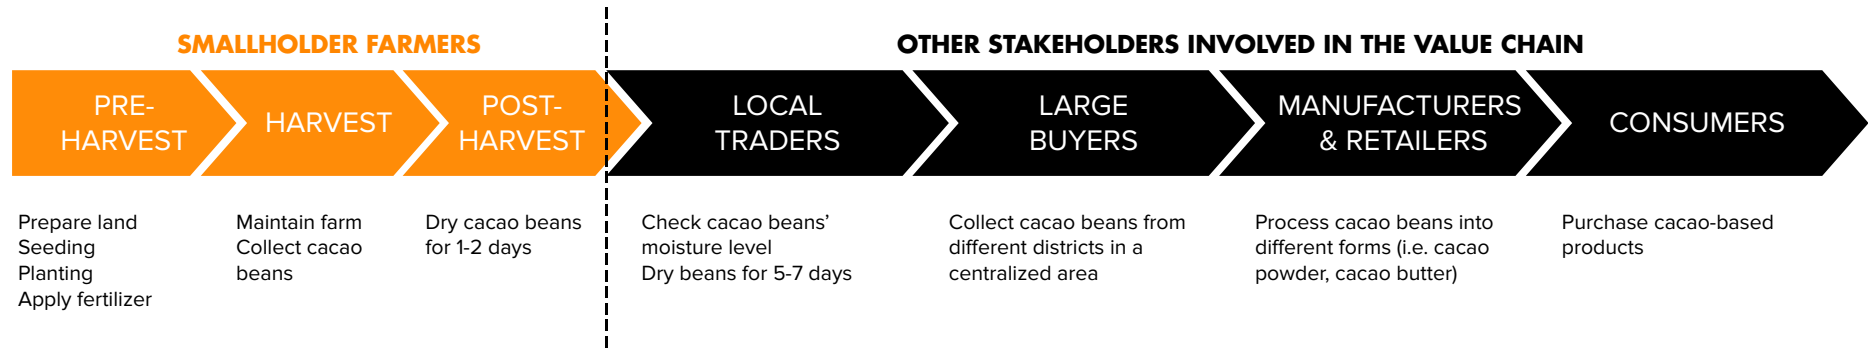 SMALLHOLDER FARMERS
OTHER STAKEHOLDERS INVOLVED IN THE VALUE CHAIN
PRE-
HARVEST
HARVEST
POST-
HARVEST
LOCAL
TRADERS
LARGE
BUYERS
MANUFACTURERS
& RETAILERS
CONSUMERS
Prepare land
Seeding
Planting
Apply fertilizer
Maintain farm
Collect cacao
beans
Dry cacao beans
for 1-2 days
Check cacao beans’
moisture level
Dry beans for 5-7 days
Collect cacao beans from
different districts in a
centralized area
Process cacao beans into
different forms (i.e. cacao
powder, cacao butter)
Purchase cacao-based
products